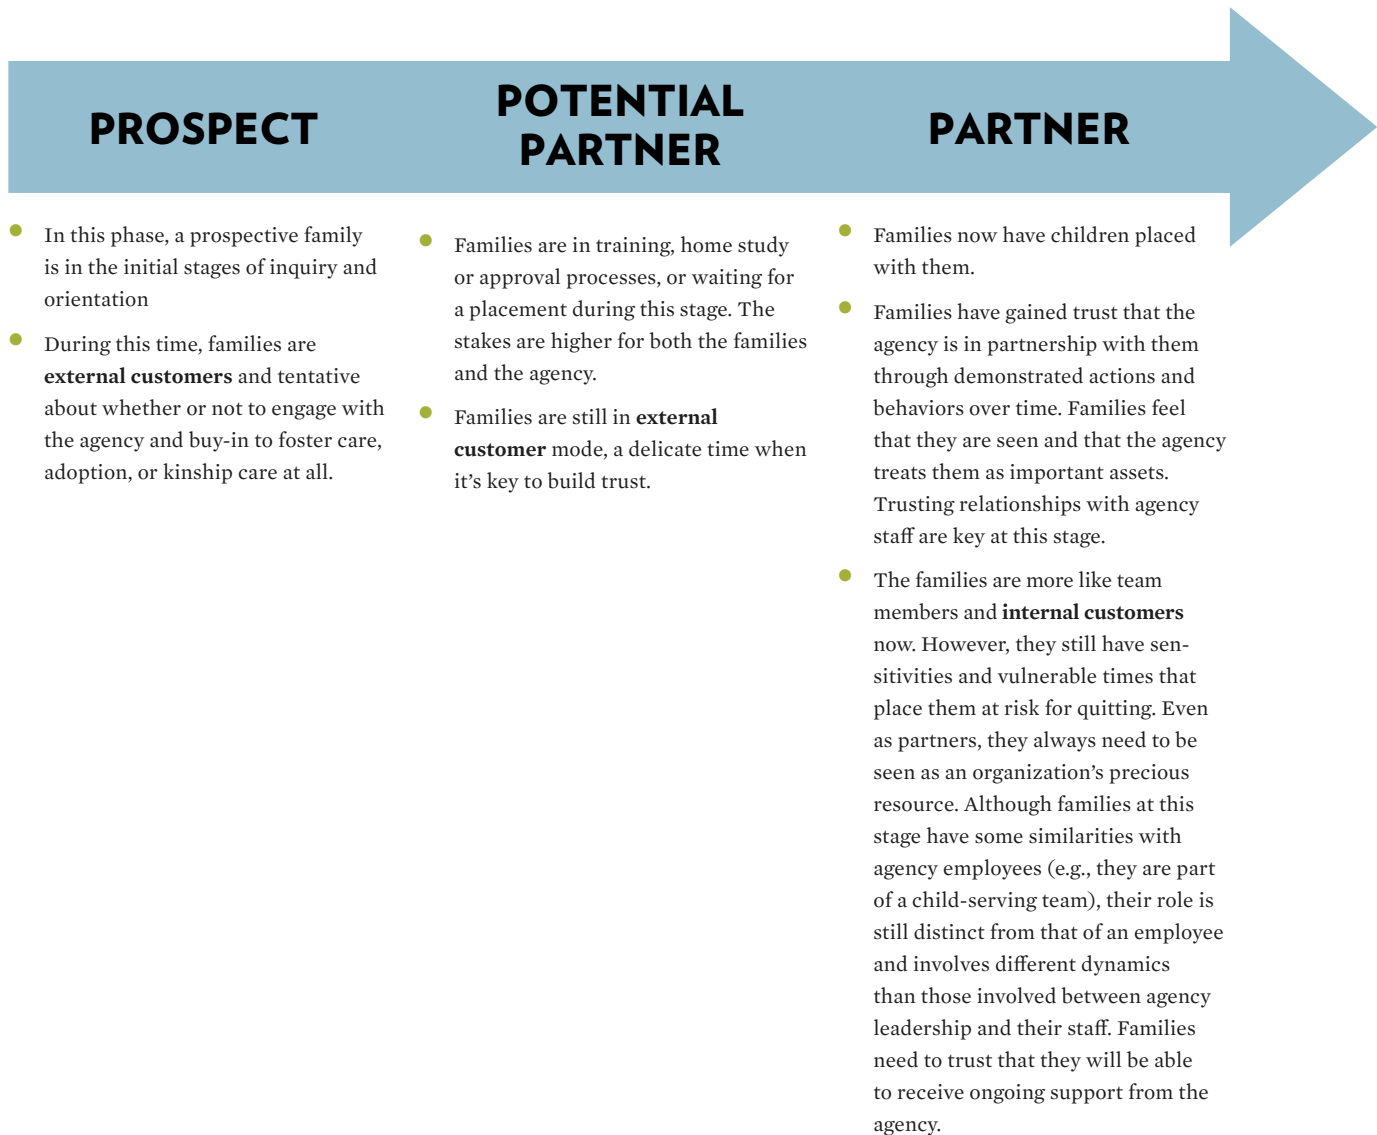 PROSPECT
POTENTIAL
PARTNER
PARTNER
In this phase, a prospective family
is in the initial stages of inquiry and
orientation
During this time, families are
external customers and tentative
about whether or not to engage with
the agency and buy-in to foster care,
adoption, or kinship care at all.
Families are in training, home study
or approval processes, or waiting for
a placement during this stage. The
stakes are higher for both the families
and the agency.
Families are still in external
customer mode, a delicate time when
it’s key to build trust.
Families now have children placed
with them.
Families have gained trust that the
agency is in partnership with them
through demonstrated actions and
behaviors over time. Families feel
that they are seen and that the agency
treats them as important assets.
Trusting relationships with agency
staff are key at this stage.
The families are more like team
members and internal customers
now. However, they still have sen-
sitivities and vulnerable times that
place them at risk for quitting. Even
as partners, they always need to be
seen as an organization’s precious
resource. Although families at this
stage have some similarities with
agency employees (e.g., they are part
of a child-serving team), their role is
still distinct from that of an employee
and involves different dynamics
than those involved between agency
leadership and their staff. Families
need to trust that they will be able
to receive ongoing support from the
agency.